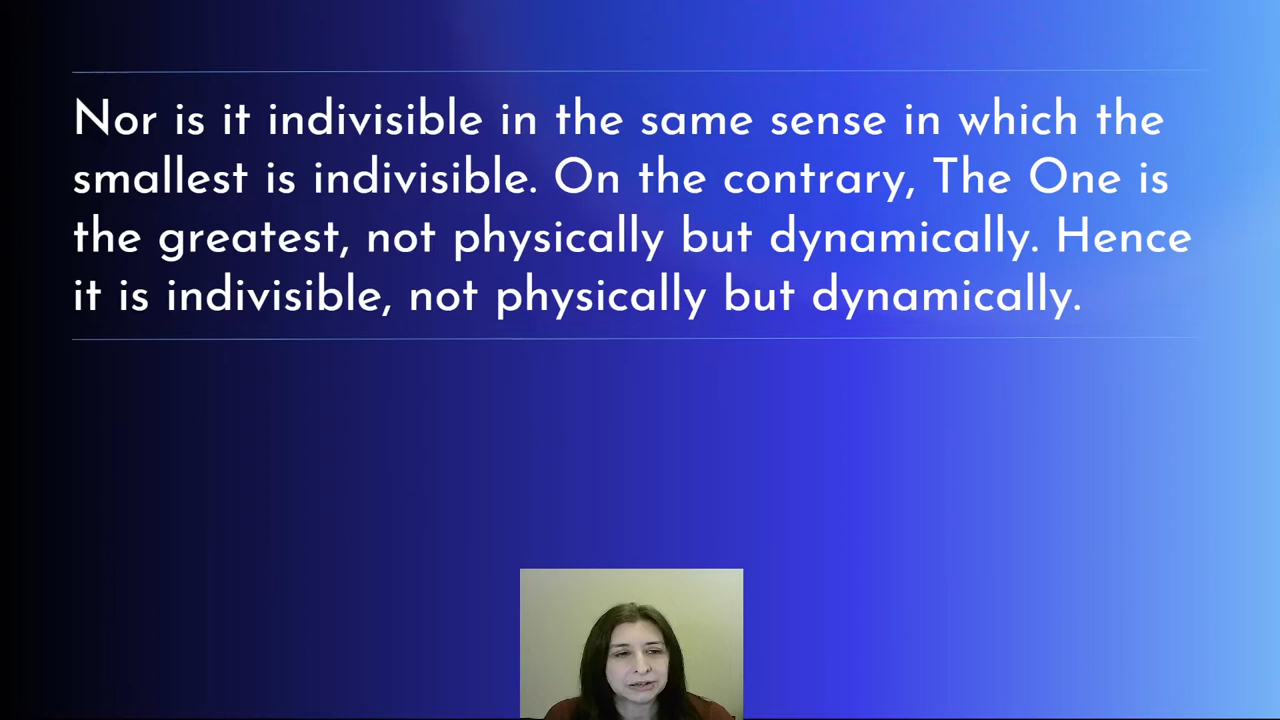 Nor is it indivisible in the same sense in which the
smallest is indivisible. On the contrary, The One is
the greatest, not physically but dynamically. Hence
it is indivisible, not physically but dynamically.